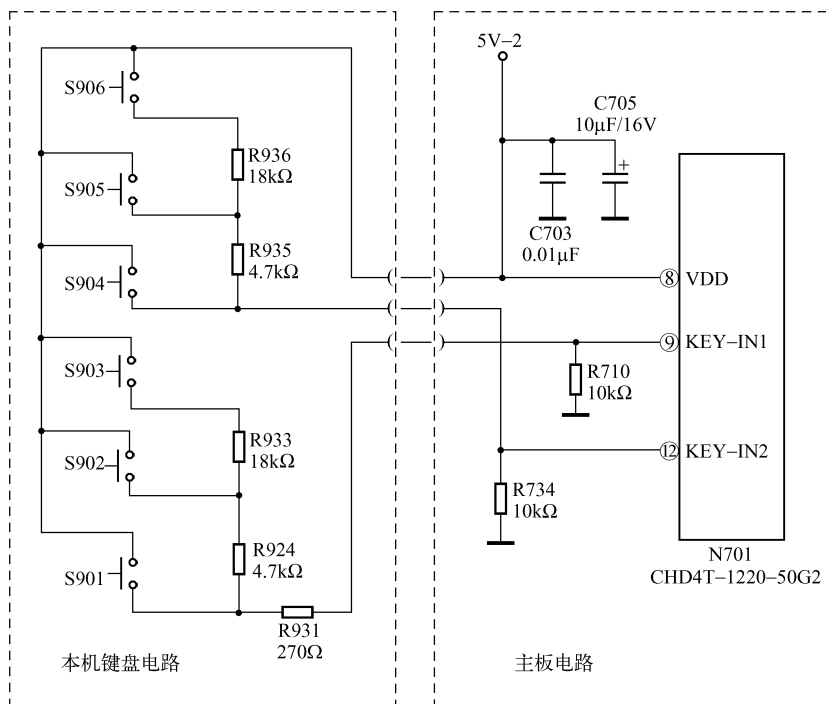 5V-2
S906
C705
10μF/16V
R936
18kΩ
S905
C703
0.01μF
R935
4.7kΩ
S904
⑧ VDD
⑨ KEY-IN1
S903
R710
10kΩ
R933
18kΩ
S902
⑫ KEY-IN2
R734
10kΩ
R924
4.7kΩ
S901
N701
CHD4T-1220-50G2
R931
270Ω
本机键盘电路
主板电路